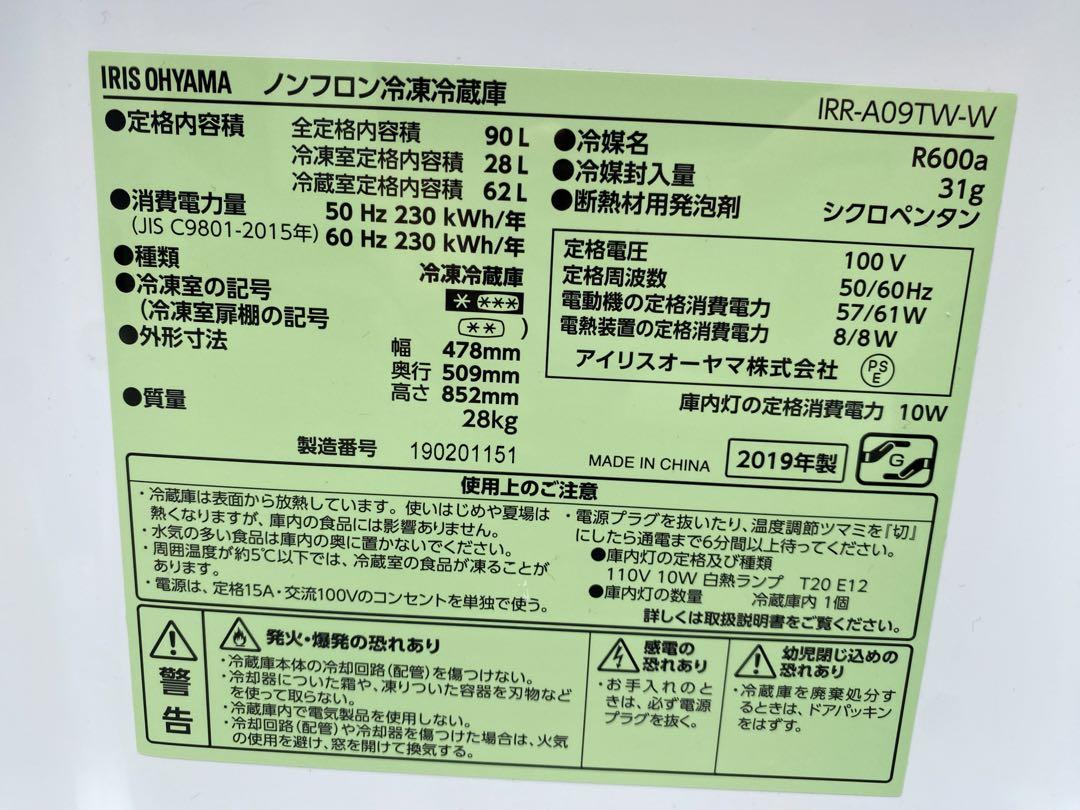 IRIS OHYAMA ノンフロン冷凍冷蔵庫
IRR-A09TW-W
●定格内容積 全定格内容積 90 L
冷凍室定格内容積 28 L
冷蔵室定格内容積 62 L
●消費電力量 50 Hz 230 kWh/年
(JIS C9801-2015年) 60 Hz 230 kWh/年
●種類 冷凍冷蔵庫
●冷凍室の記号 * ***
(冷凍室扉棚の記号 ** )
●外形寸法 幅 478mm
奥行 509mm
高さ 852mm
●質量 28kg
製造番号 190201151
●冷媒名 R600a
●冷媒封入量 31g
●断熱材用発泡剤 シクロペンタン
定格電圧 100 V
定格周波数 50/60Hz
電動機の定格消費電力 57/61W
電熱装置の定格消費電力 8/8W
アイリスオーヤマ株式会社 PS E
庫内灯の定格消費電力 10W
MADE IN CHINA 2019年製 G
使用上のご注意
・冷蔵庫は表面から放熱しています。使いはじめや夏場は
熱くなりますが、庫内の食品には影響ありません。
・水気の多い食品は庫内の奥に置かないでください。
・周囲温度が約5℃以下では、冷蔵室の食品が凍ることが
あります。
・電源は、定格15A・交流100Vのコンセントを単独で使う。
・電源プラグを抜いたり、温度調節ツマミを『切』
にしたら通電まで6分間以上待ってください。
●庫内灯の定格及び種類
110V 10W 白熱ランプ T20 E12
●庫内灯の数量 冷蔵庫内 1個
詳しくは取扱説明書をご覧ください。
警告
発火・爆発の恐れあり
・冷蔵庫本体の冷却回路(配管)を傷つけない。
・冷却器についた霜や、凍りついた容器を刃物など
を使って取らない。
・冷蔵庫内で電気製品を使用しない。
・冷却回路(配管)や冷却器を傷つけた場合は、火気
の使用を避け、窓を開けて換気する。
感電の
恐れあり
・お手入れのと
きは、必ず電源
プラグを抜く。
幼児閉じ込めの
恐れあり
・冷蔵庫を廃棄処分す
るときは、ドアパッキン
をはずす。